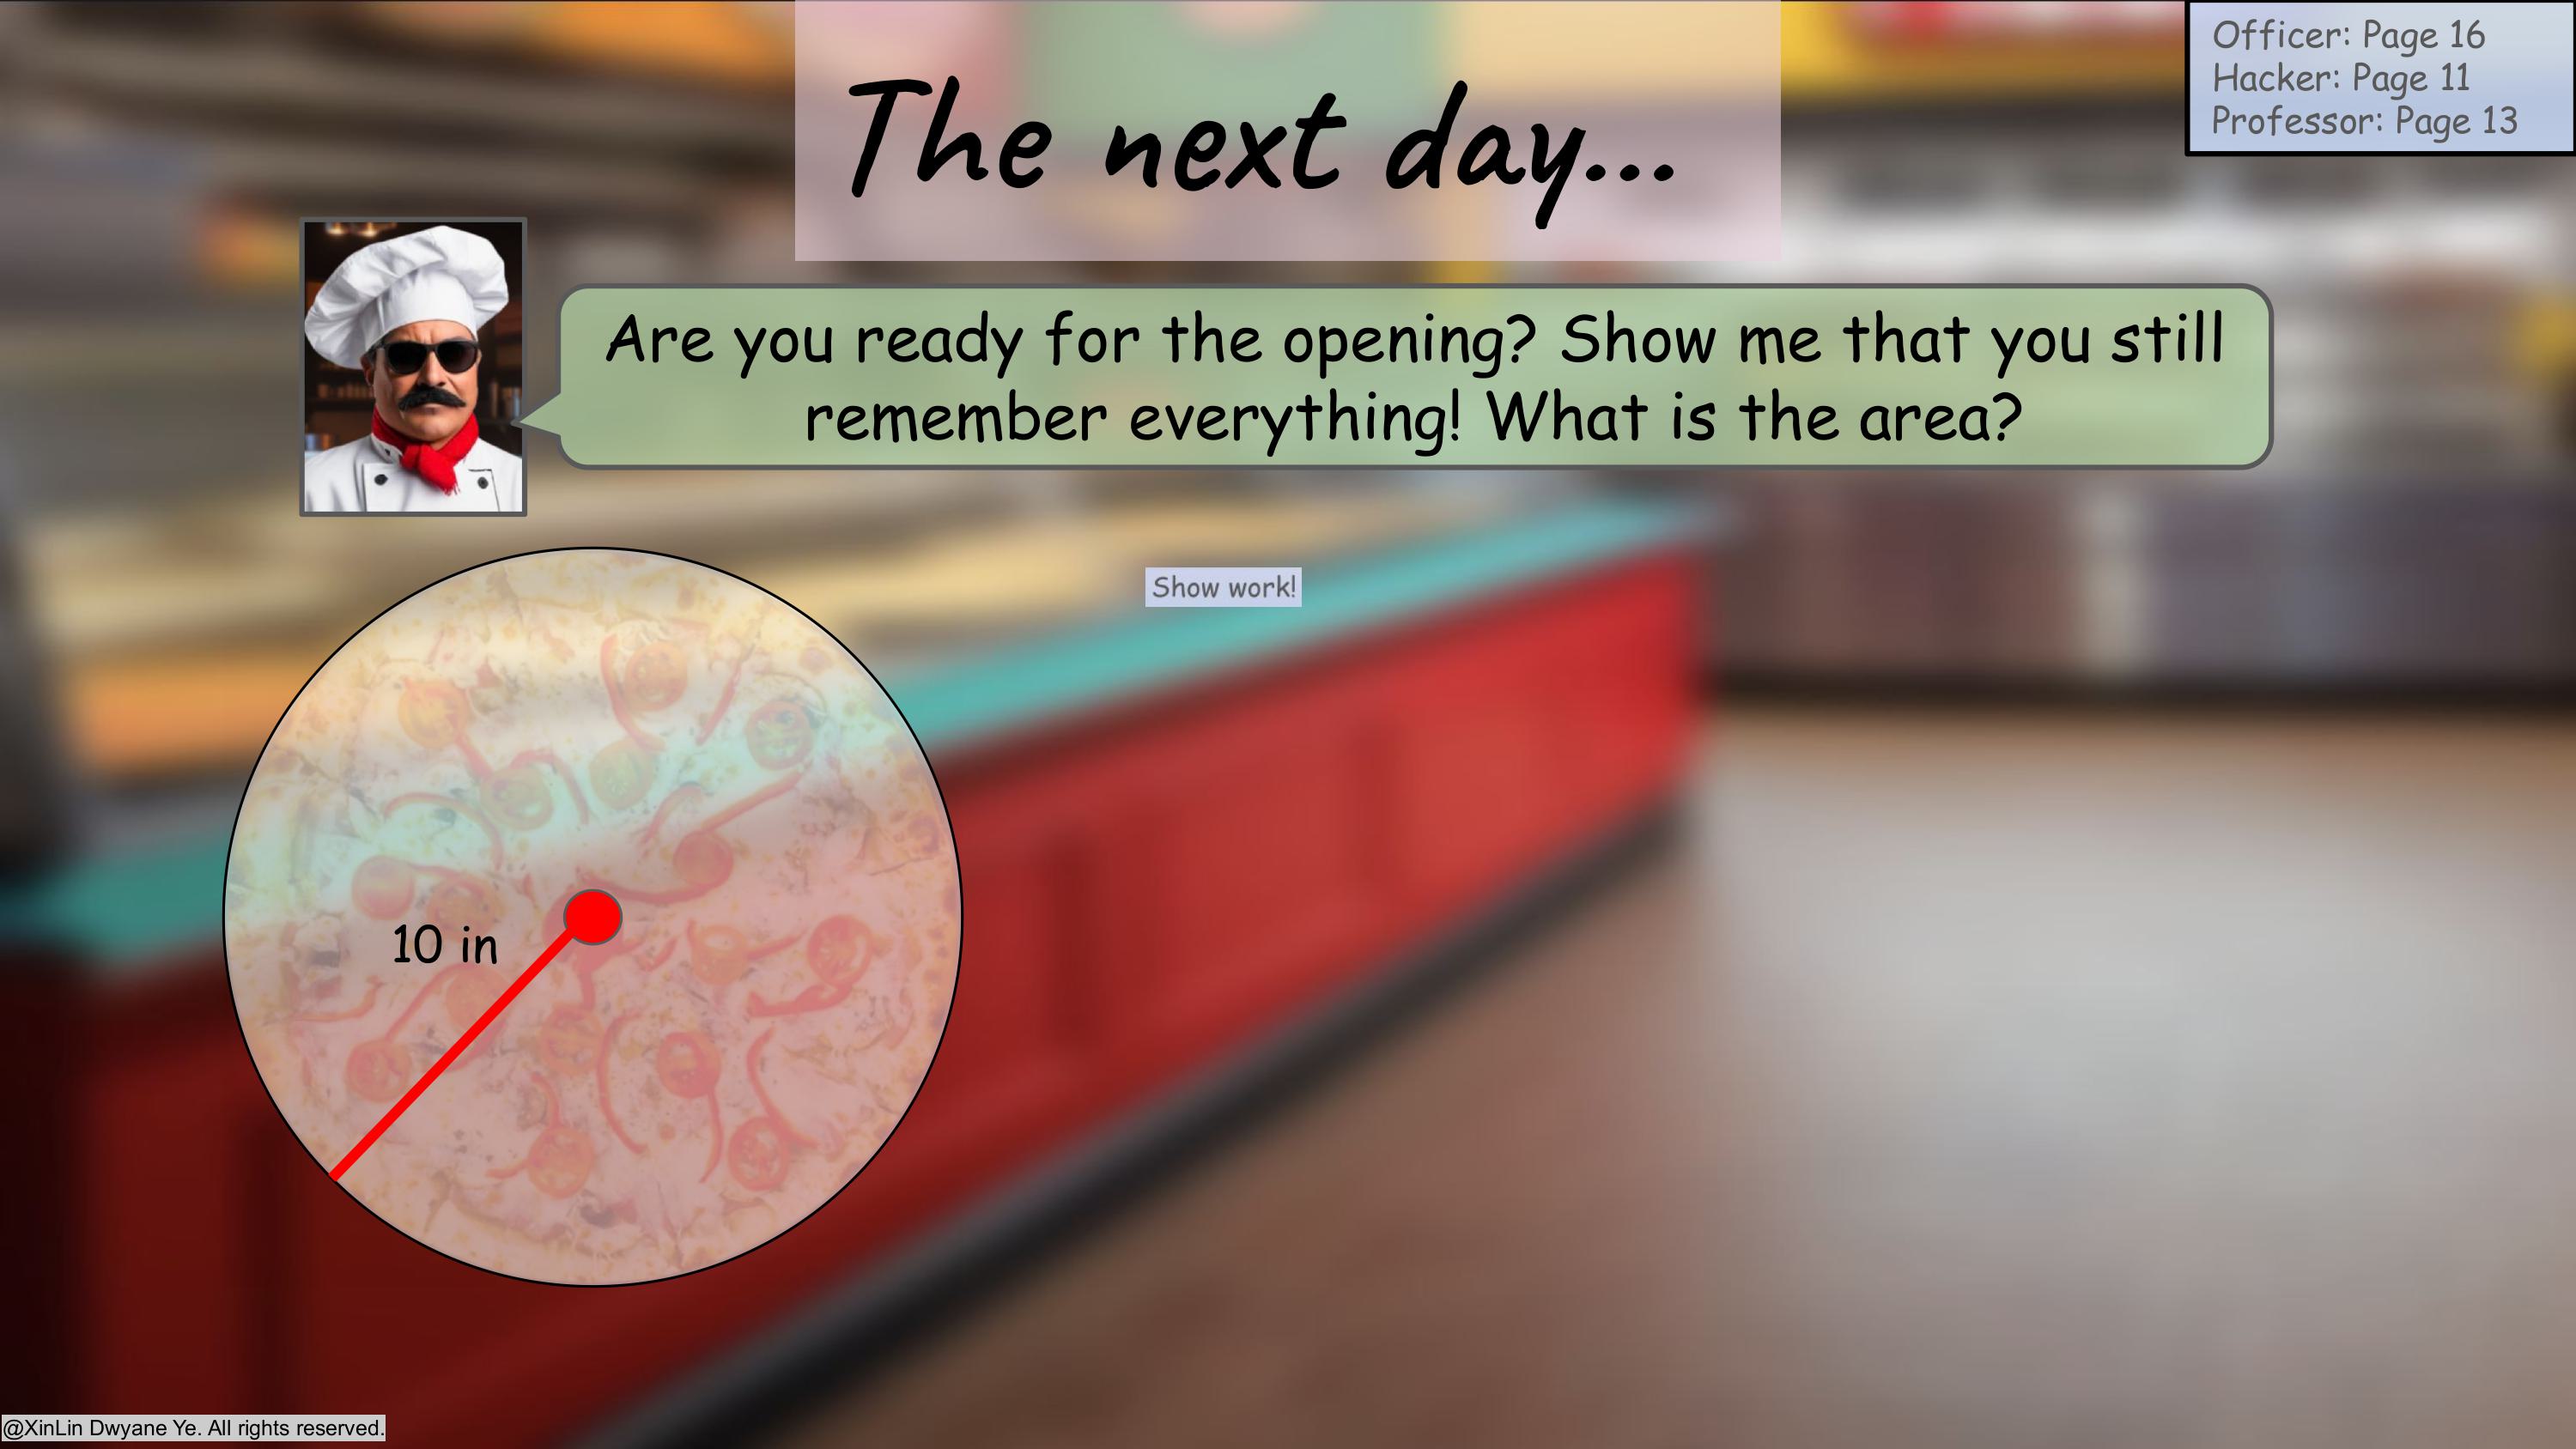 The next day...
Officer: Page 16
Hacker: Page 11
Professor: Page 13
Are you ready for the opening? Show me that you still
remember everything! What is the area?
Show work!
10 in
@XinLin Dwyane Ye. All rights reserved.